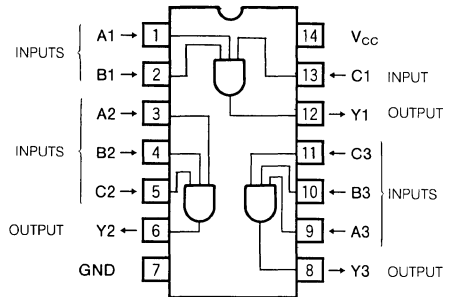 A1 → 1 14 VCC
INPUTS
B1 → 2 13 ← C1 INPUT
A2 → 3 12 → Y1 OUTPUT
B2 → 4 11 ← C3
INPUTS
C2 → 5 10 ← B3 INPUTS
OUTPUT Y2 ← 6 9 ← A3
GND 7 8 → Y3 OUTPUT